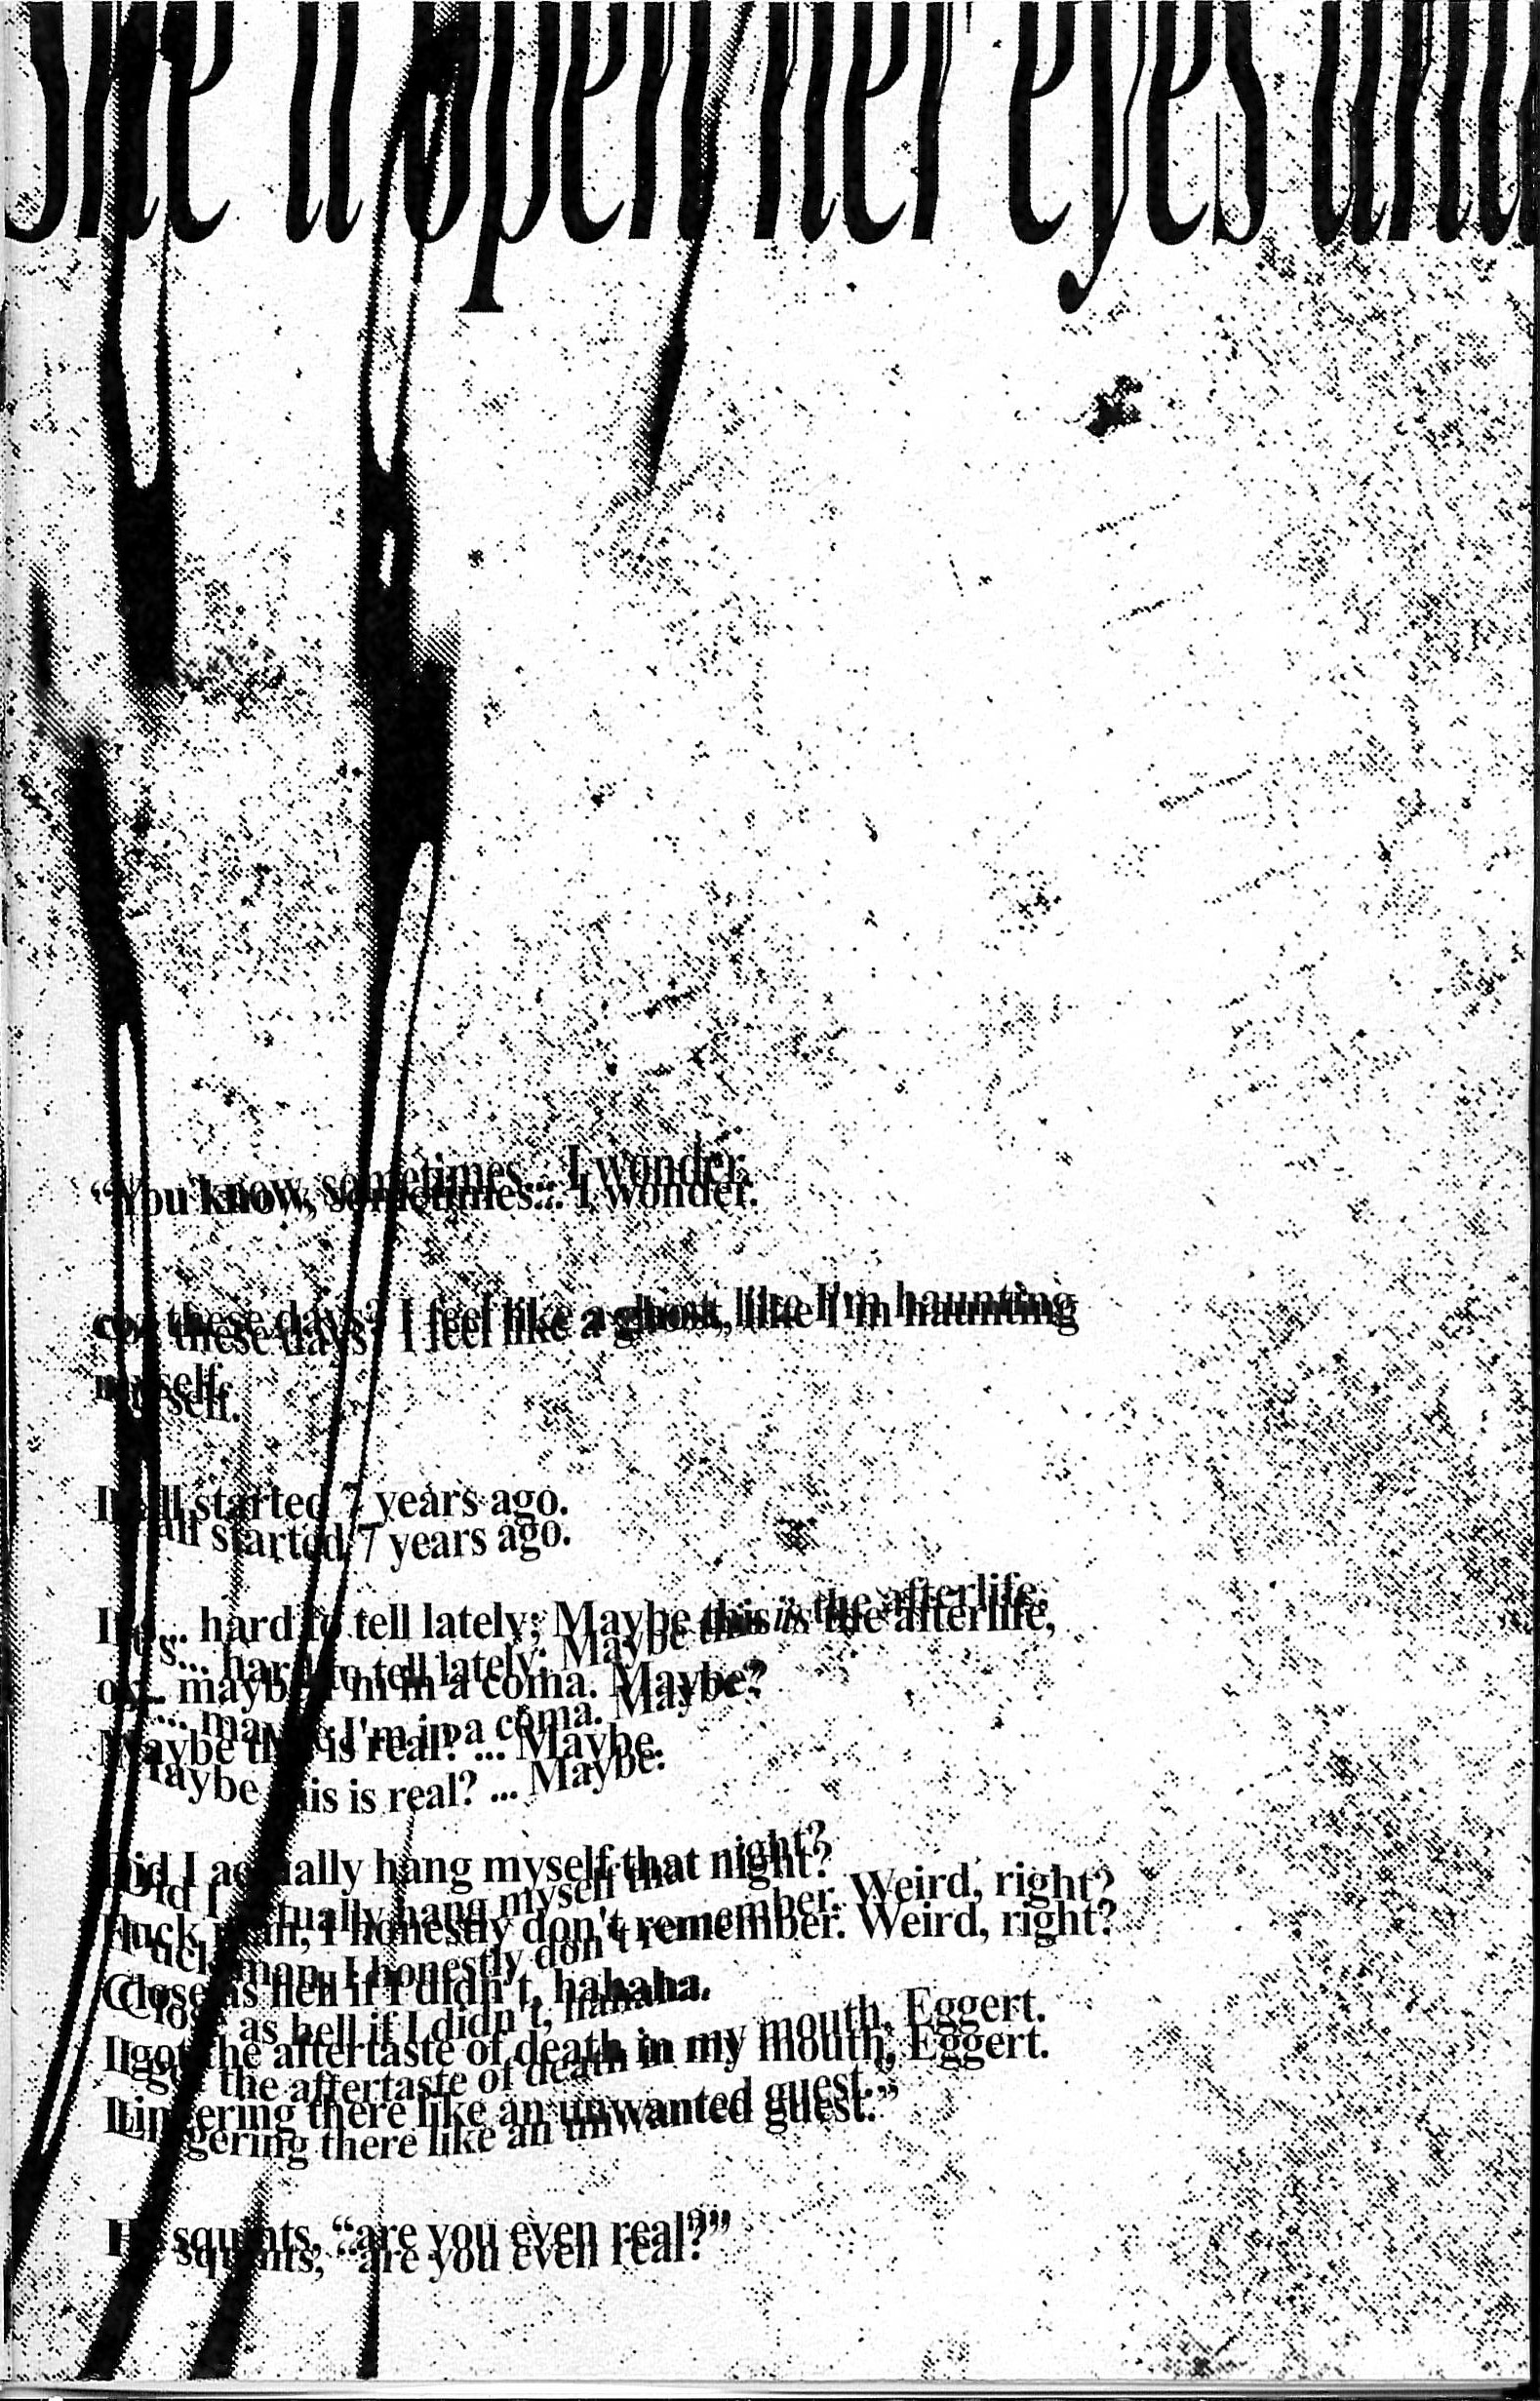 she'll open her eyes and
“You know, sometimes... I wonder.
coz these days? I feel like a ghost, like I'm haunting
myself.
It all started 7 years ago.
It's... hard to tell lately; Maybe this is the afterlife,
or... maybe I'm in a coma. Maybe?
Maybe this is real? ... Maybe.
Did I actually hang myself that night?
Fuck man, I honestly don't remember. Weird, right?
Close as hell if I didn't, hahaha.
I got the aftertaste of death in my mouth, Eggert.
Lingering there like an unwanted guest.”
He squints, “are you even real?”